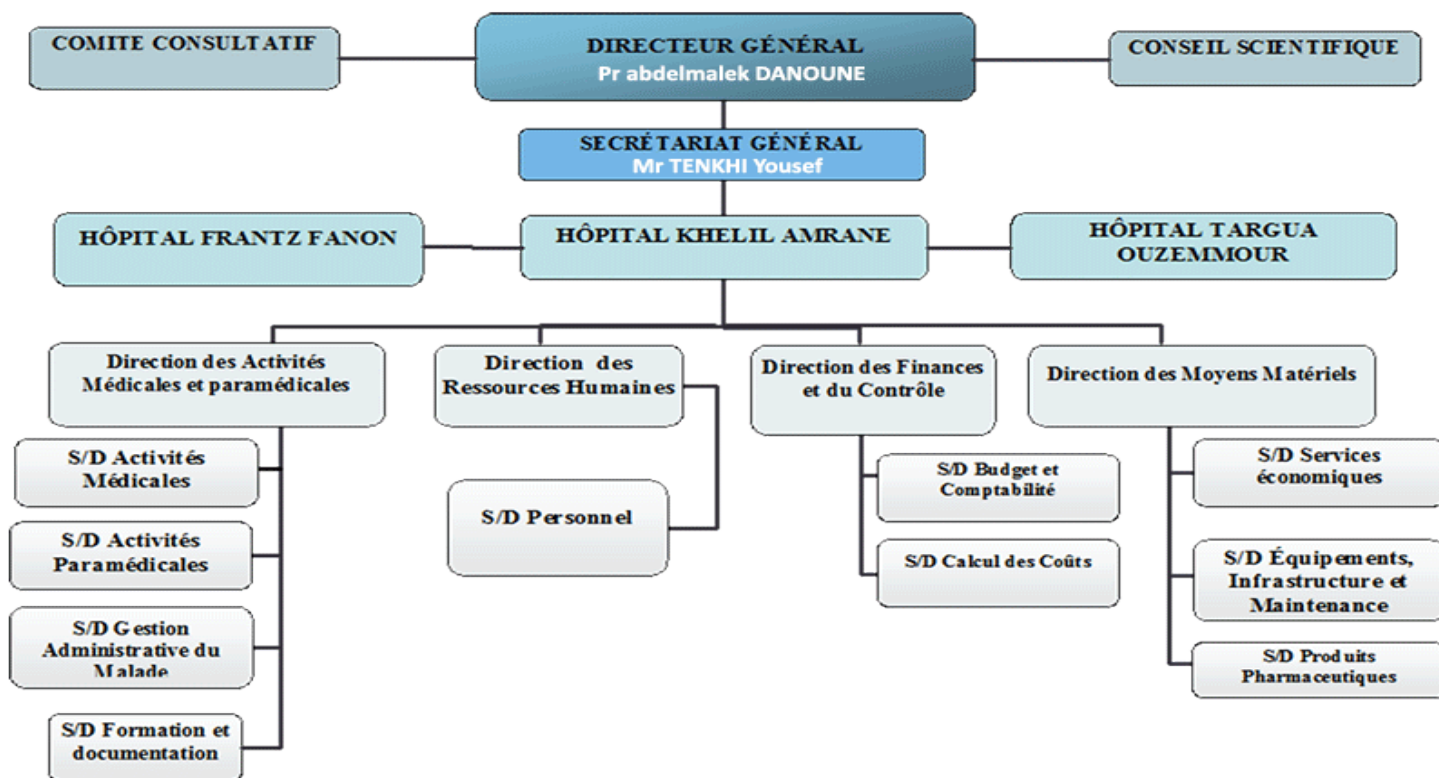 COMITE CONSULTATIF
DIRECTEUR GÉNÉRAL
Pr abdelmalek DANOUNE
CONSEIL SCIENTIFIQUE
SECRÉTARIAT GÉNÉRAL
Mr TENKHI Yousef
HÔPITAL FRANTZ FANON
HÔPITAL KHELIL AMRANE
HÔPITAL TARGUA
OUZEMMOUR
Direction des Activités
Médicales et paramédicales
Direction des
Ressources Humaines
Direction des Finances
et du Contrôle
Direction des Moyens Matériels
S/D Activités
Médicales
S/D Activités
Paramédicales
S/D Gestion
Administrative du
Malade
S/D Formation et
documentation
S/D Personnel
S/D Budget et
Comptabilité
S/D Calcul des Coûts
S/D Services
économiques
S/D Équipements,
Infrastructure et
Maintenance
S/D Produits
Pharmaceutiques